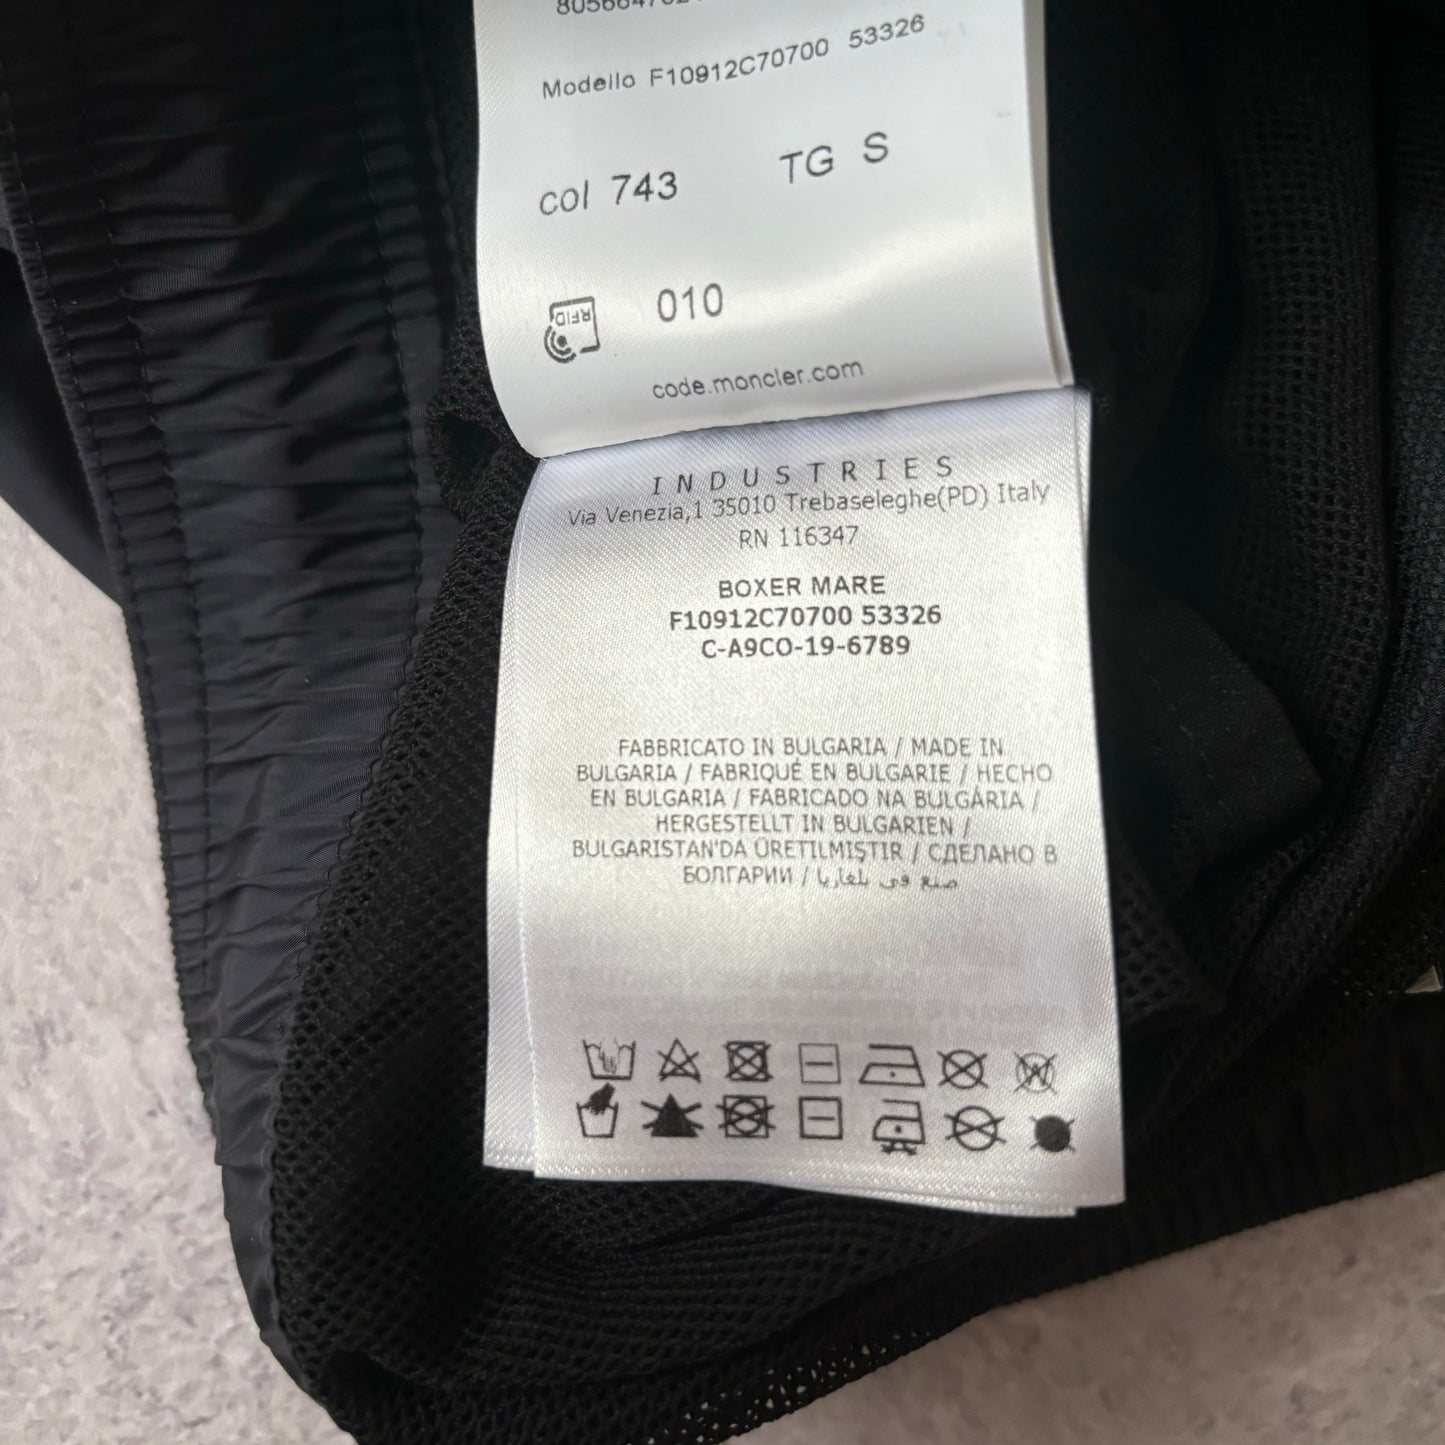 Modello F10912C70700 53326
col 743 TG S
RFID
010
code.moncler.com
INDUSTRIES
Via Venezia,1 35010 Trebaseleghe(PD) Italy
RN 116347
BOXER MARE
F10912C70700 53326
C-A9CO-19-6789
FABBRICATO IN BULGARIA / MADE IN
BULGARIA / FABRIQUÉ EN BULGARIE / HECHO
EN BULGARIA / FABRICADO NA BULGÁRIA /
HERGESTELLT IN BULGARIEN /
BULGARISTAN'DA ÜRETILMIŞTIR / СДЕЛАНО В
БОЛГАРИИ / صنع في بلغاريا
W